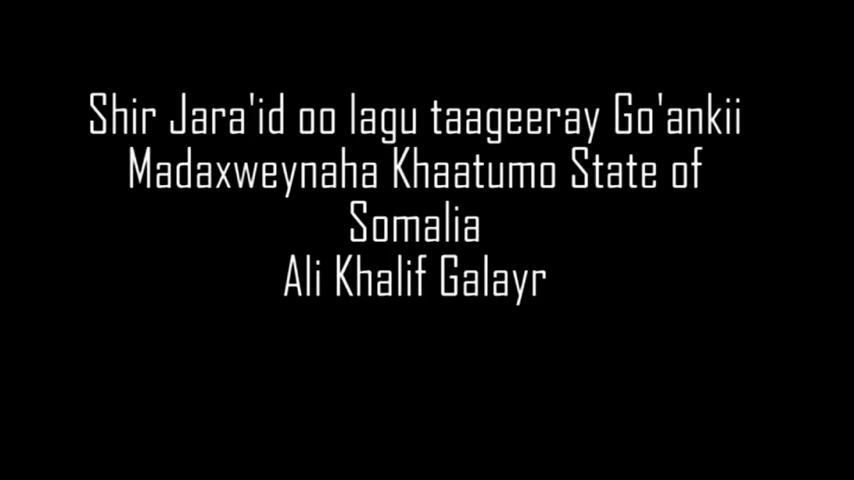 Shir Jara'id oo lagu taageeray Go'ankii
Madaxweynaha Khaatumo State of
Somalia
Ali Khalif Galayr